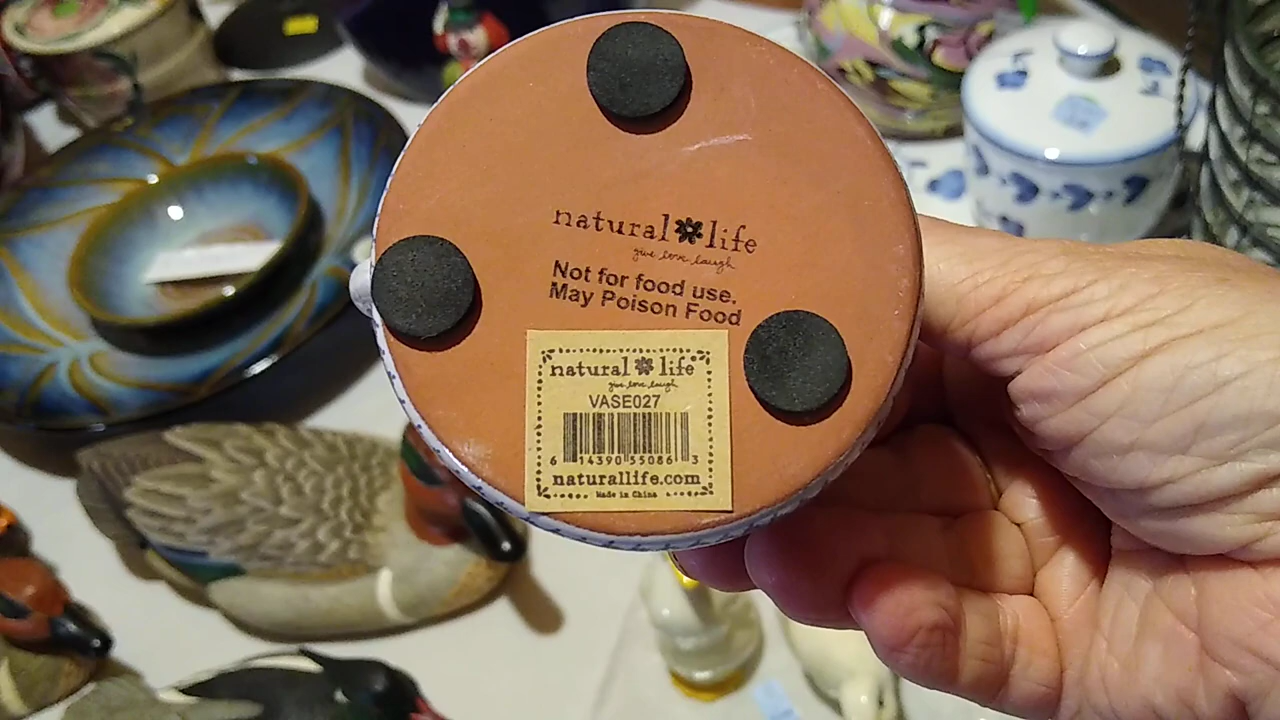 natural life
give love laugh
Not for food use.
May Poison Food
natural life
give love laugh
VASE027
6 14390 55086 3
naturallife.com
Made in China